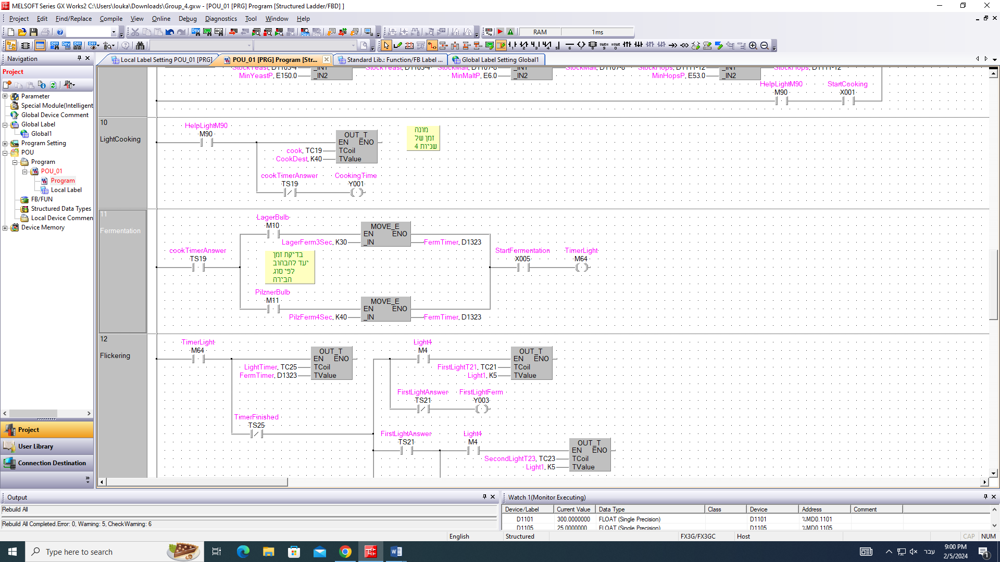 MELSOFT Series GX Works2 C:\Users\louka\Downloads\Group_4.gxw - [POU_01 [PRG] Program [Structured Ladder/FBD] ]
Project Edit Find/Replace Compile View Online Debug Diagnostics Tool Window Help
RAM 1ms
Navigation
Local Label Setting POU_01 [PRG]
POU_01 [PRG] Program [Str...
Standard Lib.: Function/FB Label ...
Global Label Setting Global1
Project
Parameter
Special Module(Intelligent
Global Device Comment
Global Label
Global1
Program Setting
POU
Program
POU_01
Program
Local Label
FB/FUN
Structured Data Types
Local Device Commen
Device Memory
Project
User Library
Connection Destination
StockYeast, D1103-4 _IN1 StockYeast, D1103-4 StockMalt, D1107-8 _IN1 StockMalt, D1107-8 StockHops, D1111-12 _IN1 StockHops, D1111-12
MinYeastP, E150.0 _IN2 MinMaltP, E6.0 _IN2 MinHopsP, E53.0 _IN2
HelpLightM90 StartCooking
M90 X001
10
LightCooking
HelpLightM90
M90
OUT_T
EN ENO
cook, TC19 TCoil
CookDest, K40 TValue
מונה
זמן של
4 שניות
cookTimerAnswer CookingTime
TS19 Y001
11
Fermentation
LagerBulb
M10
MOVE_E
EN ENO
LagerFerm3Sec, K30 _IN FermTimer, D1323
cookTimerAnswer
TS19
בדיקת זמן
יעד לתבחוב
לפי סוג
הבירה
StartFermentation TimerLight
X005 M64
PilznerBulb
M11
MOVE_E
EN ENO
PilzFerm4Sec, K40 _IN FermTimer, D1323
12
Flickering
TimerLight
M64
OUT_T
EN ENO
LightTimer, TC25 TCoil
FermTimer, D1323 TValue
Light4
M4
OUT_T
EN ENO
FirstLightT21, TC21 TCoil
Light1, K5 TValue
FirstLightAnswer FirstLightFerm
TS21 Y003
TimerFinished
TS25
FirstLightAnswer Light4
TS21 M4
OUT_T
EN ENO
SecondLightT23, TC23 TCoil
Light1, K5 TValue
Output
Rebuild All
Rebuild All Completed.Error: 0, Warning: 5, CheckWarning: 6
Watch 1(Monitor Executing)
Device/Label Current Value Data Type Class Device Address Comment
D1101 300.0000000 FLOAT (Single Precision) D1101 %MD0.1101
D1105 25.0000000 FLOAT (Single Precision) D1105 %MD0.1105
English Structured FX3G/FX3GC Host CAP NUM
Type here to search
עבר
9:00 PM
2/5/2024
1